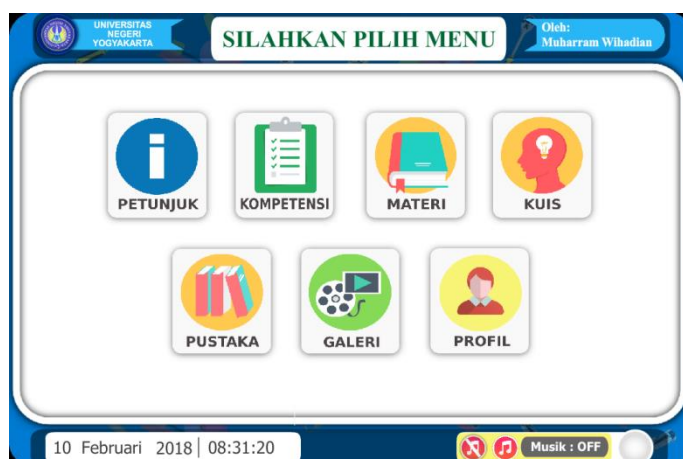 UNIVERSITAS
NEGERI
YOGYAKARTA
SILAHKAN PILIH MENU
Oleh:
Muharram Wihadian
PETUNJUK
KOMPETENSI
MATERI
KUIS
PUSTAKA
GALERI
PROFIL
10 Februari 2018 | 08:31:20
Musik : OFF